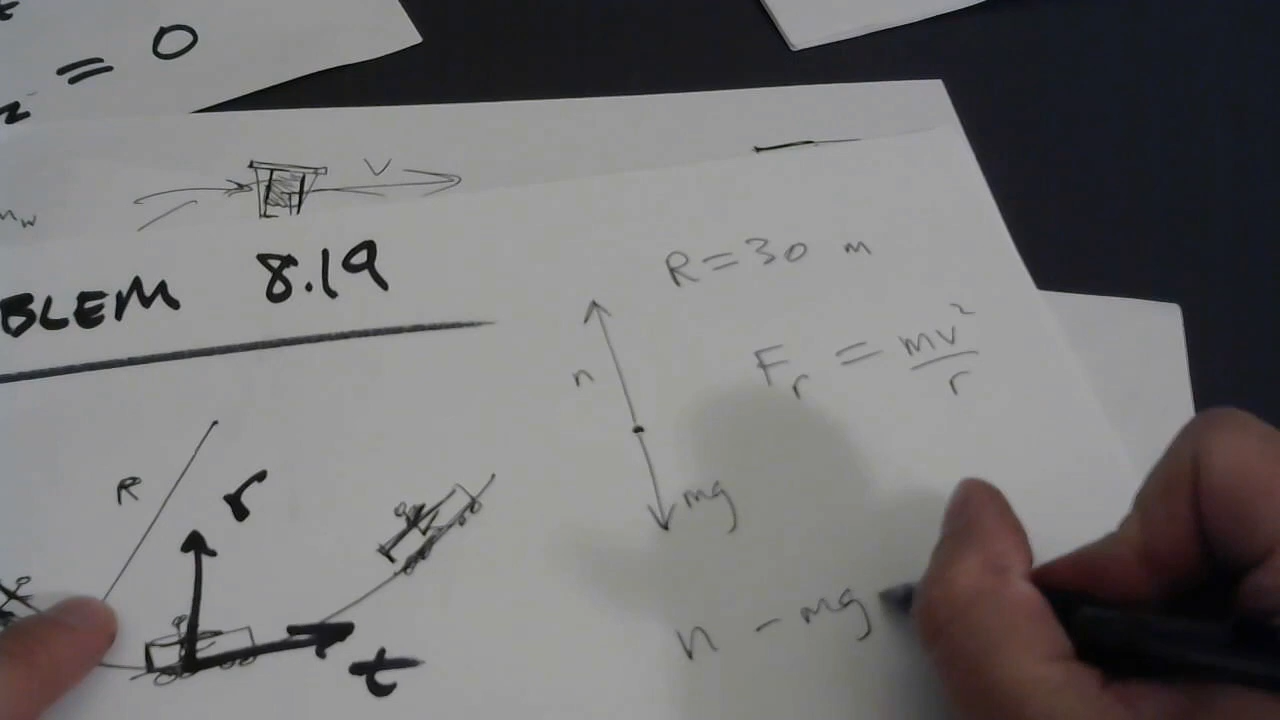 = 0
V
BLEM 8.19
R = 30 m
n
F_r = mv²/r
mg
R
r
t
n - mg